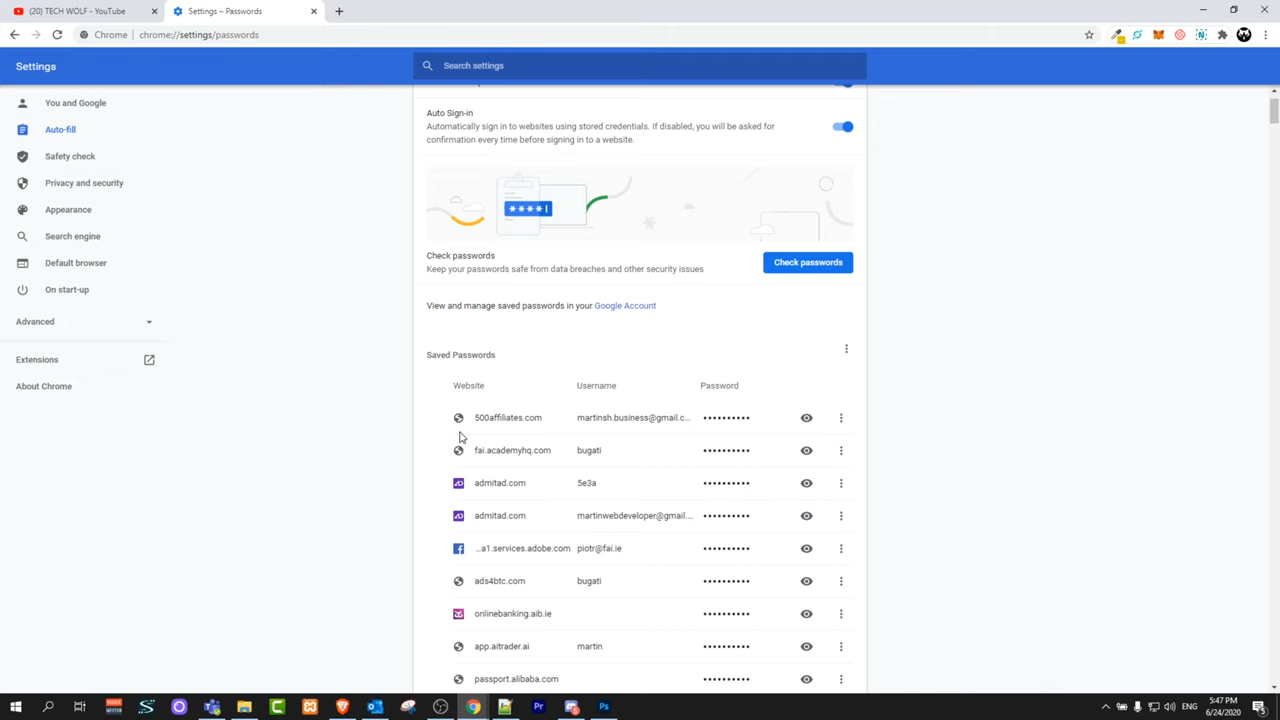 (20) TECH WOLF - YouTube
Settings – Passwords
Chrome
chrome://settings/passwords
Settings
Search settings
You and Google
Auto-fill
Safety check
Privacy and security
Appearance
Search engine
Default browser
On start-up
Advanced
Extensions
About Chrome
Auto Sign-in
Automatically sign in to websites using stored credentials. If disabled, you will be asked for
confirmation every time before signing in to a website.
Check passwords
Keep your passwords safe from data breaches and other security issues
Check passwords
View and manage saved passwords in your Google Account
Saved Passwords
Website Username Password
500affiliates.com martinsh.business@gmail.c... ••••••••••
fai.academyhq.com bugati ••••••••••
admitad.com 5e3a ••••••••••
admitad.com martinwebdeveloper@gmail.... ••••••••••
...a1.services.adobe.com piotr@fai.ie ••••••••••
ads4btc.com bugati ••••••••••
onlinebanking.aib.ie ••••••••••
app.aitrader.ai martin ••••••••••
passport.alibaba.com ••••••••••
ENG
5:47 PM
6/24/2020